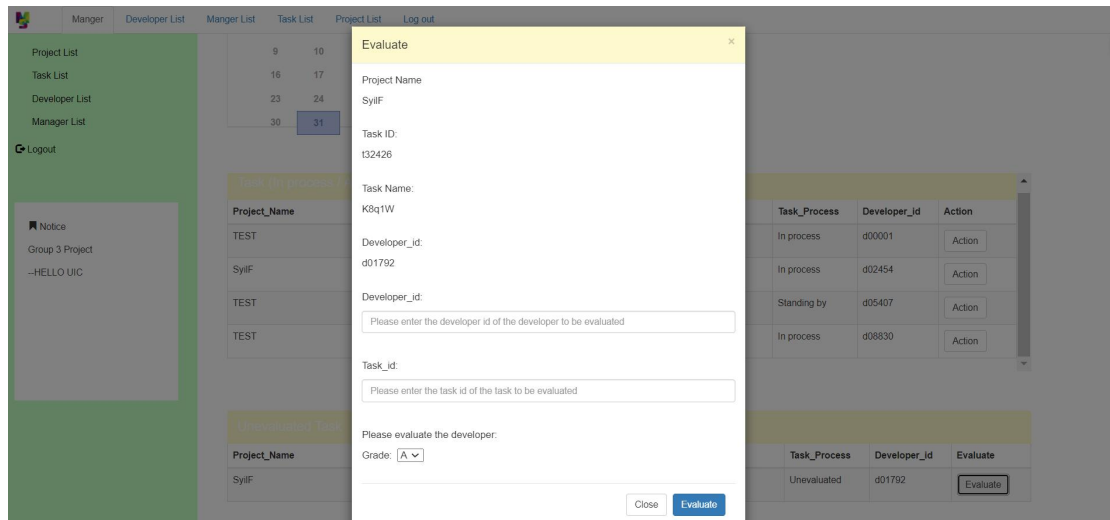 Manger Developer List Manger List Task List Project List Log out
Project List
Task List
Developer List
Manager List
Logout
Notice
Group 3 Project
--HELLO UIC
9 10
16 17
23 24
30 31
Project_Name Task_Process Developer_id Action
TEST In process d00001 Action
SyilF In process d02454 Action
TEST Standing by d05407 Action
TEST In process d08830 Action
Unevaluated Task
Project_Name Task_Process Developer_id Evaluate
SyilF Unevaluated d01792 Evaluate
Evaluate ×
Project Name
SyilF
Task ID:
t32426
Task Name:
K8q1W
Developer_id:
d01792
Developer_id:
Please enter the developer id of the developer to be evaluated
Task_id:
Please enter the task id of the task to be evaluated
Please evaluate the developer:
Grade: A
Close Evaluate